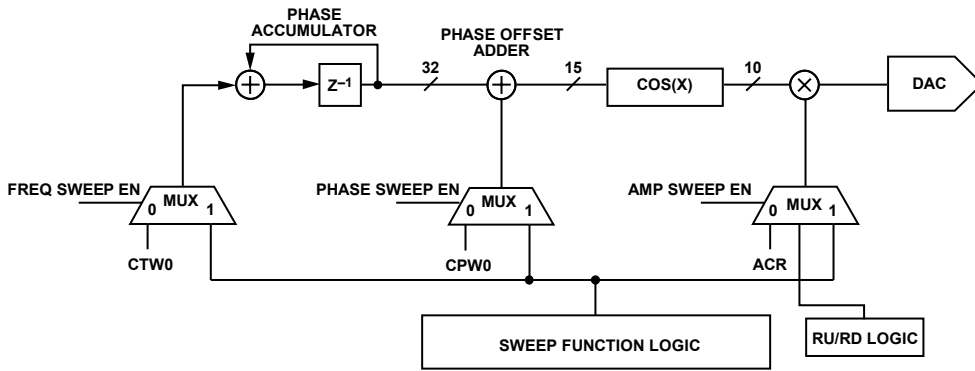 PHASE
ACCUMULATOR
PHASE OFFSET
ADDER
32
15
10
Z–1
COS(X)
DAC
FREQ SWEEP EN
MUX
0
1
PHASE SWEEP EN
MUX
0
1
AMP SWEEP EN
MUX
0
1
CTW0
CPW0
ACR
SWEEP FUNCTION LOGIC
RU/RD LOGIC